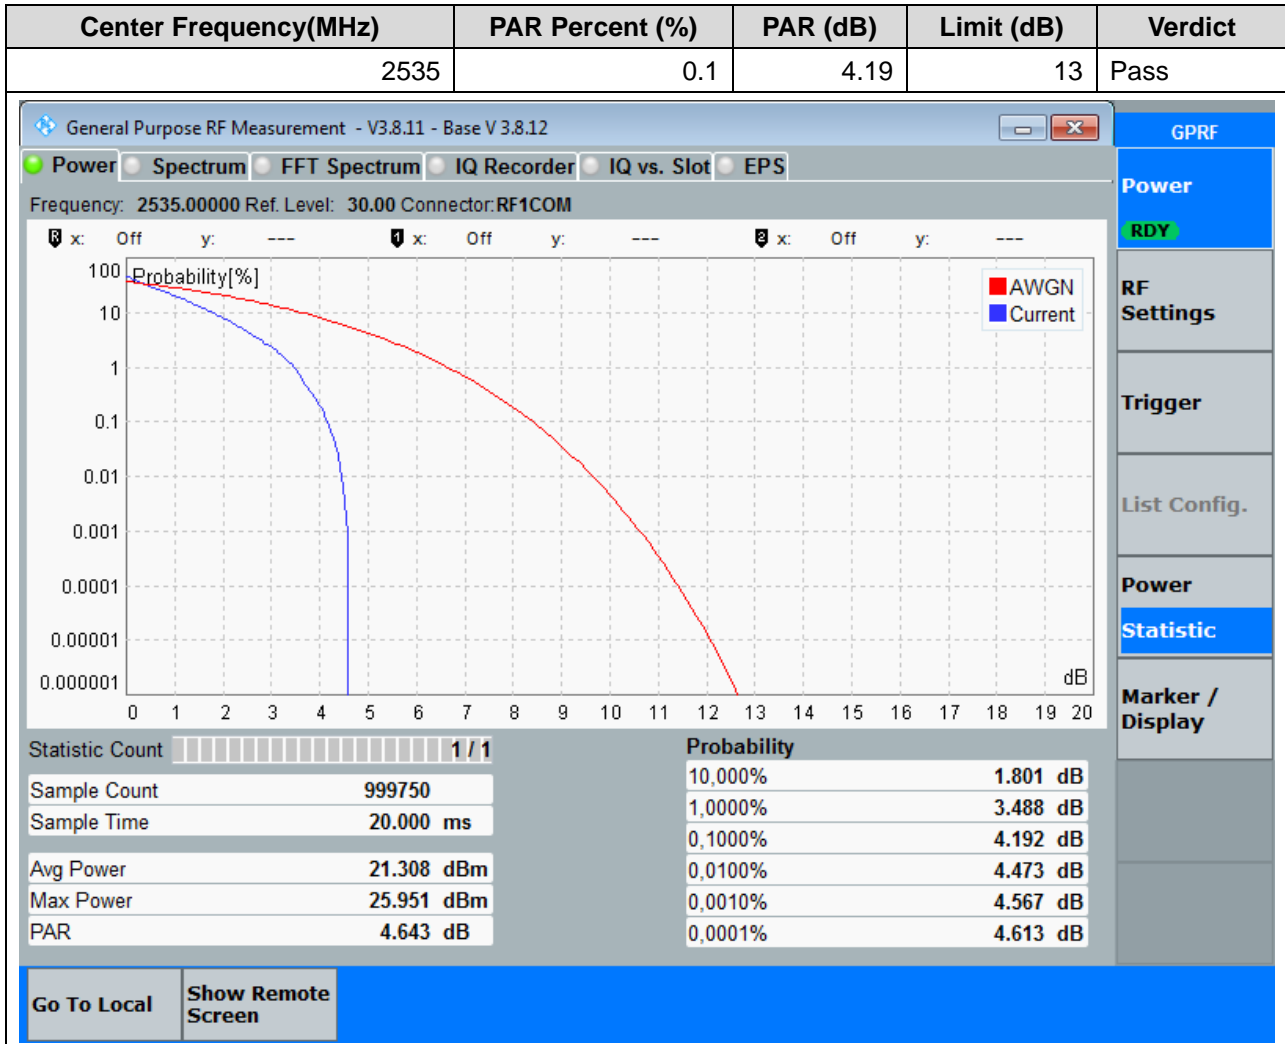 Center Frequency(MHz) PAR Percent (%) PAR (dB) Limit (dB) Verdict
2535 0.1 4.19 13 Pass
General Purpose RF Measurement - V3.8.11 - Base V 3.8.12
GPRF
Power Spectrum FFT Spectrum IQ Recorder IQ vs. Slot EPS
Frequency: 2535.00000 Ref. Level: 30.00 Connector:RF1COM
R x: Off y: --- 1 x: Off y: --- 2 x: Off y: ---
Probability[%]
AWGN
Current
100
10
1
0.1
0.01
0.001
0.0001
0.00001
0.000001
dB
0 1 2 3 4 5 6 7 8 9 10 11 12 13 14 15 16 17 18 19 20
Statistic Count 1 / 1
Sample Count 999750
Sample Time 20.000 ms
Avg Power 21.308 dBm
Max Power 25.951 dBm
PAR 4.643 dB
Probability
10,000% 1.801 dB
1,0000% 3.488 dB
0,1000% 4.192 dB
0,0100% 4.473 dB
0,0010% 4.567 dB
0,0001% 4.613 dB
Power
RDY
RF
Settings
Trigger
List Config.
Power
Statistic
Marker /
Display
Go To Local
Show Remote
Screen